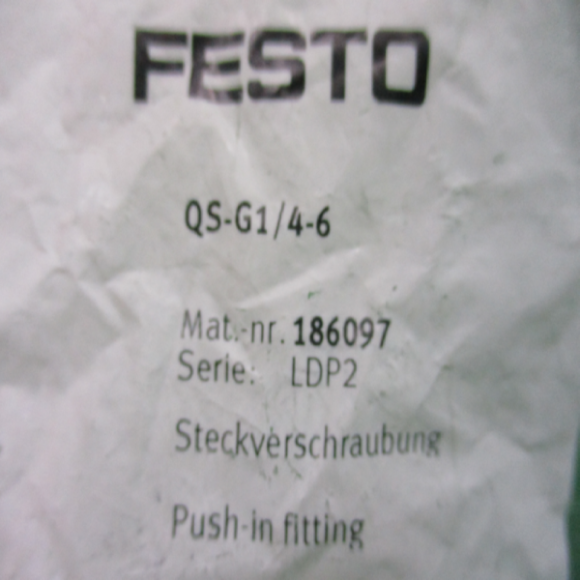 FESTO
QS-G1/4-6
Mat.-nr. 186097
Serie: LDP2
Steckverschraubung
Push-in fitting